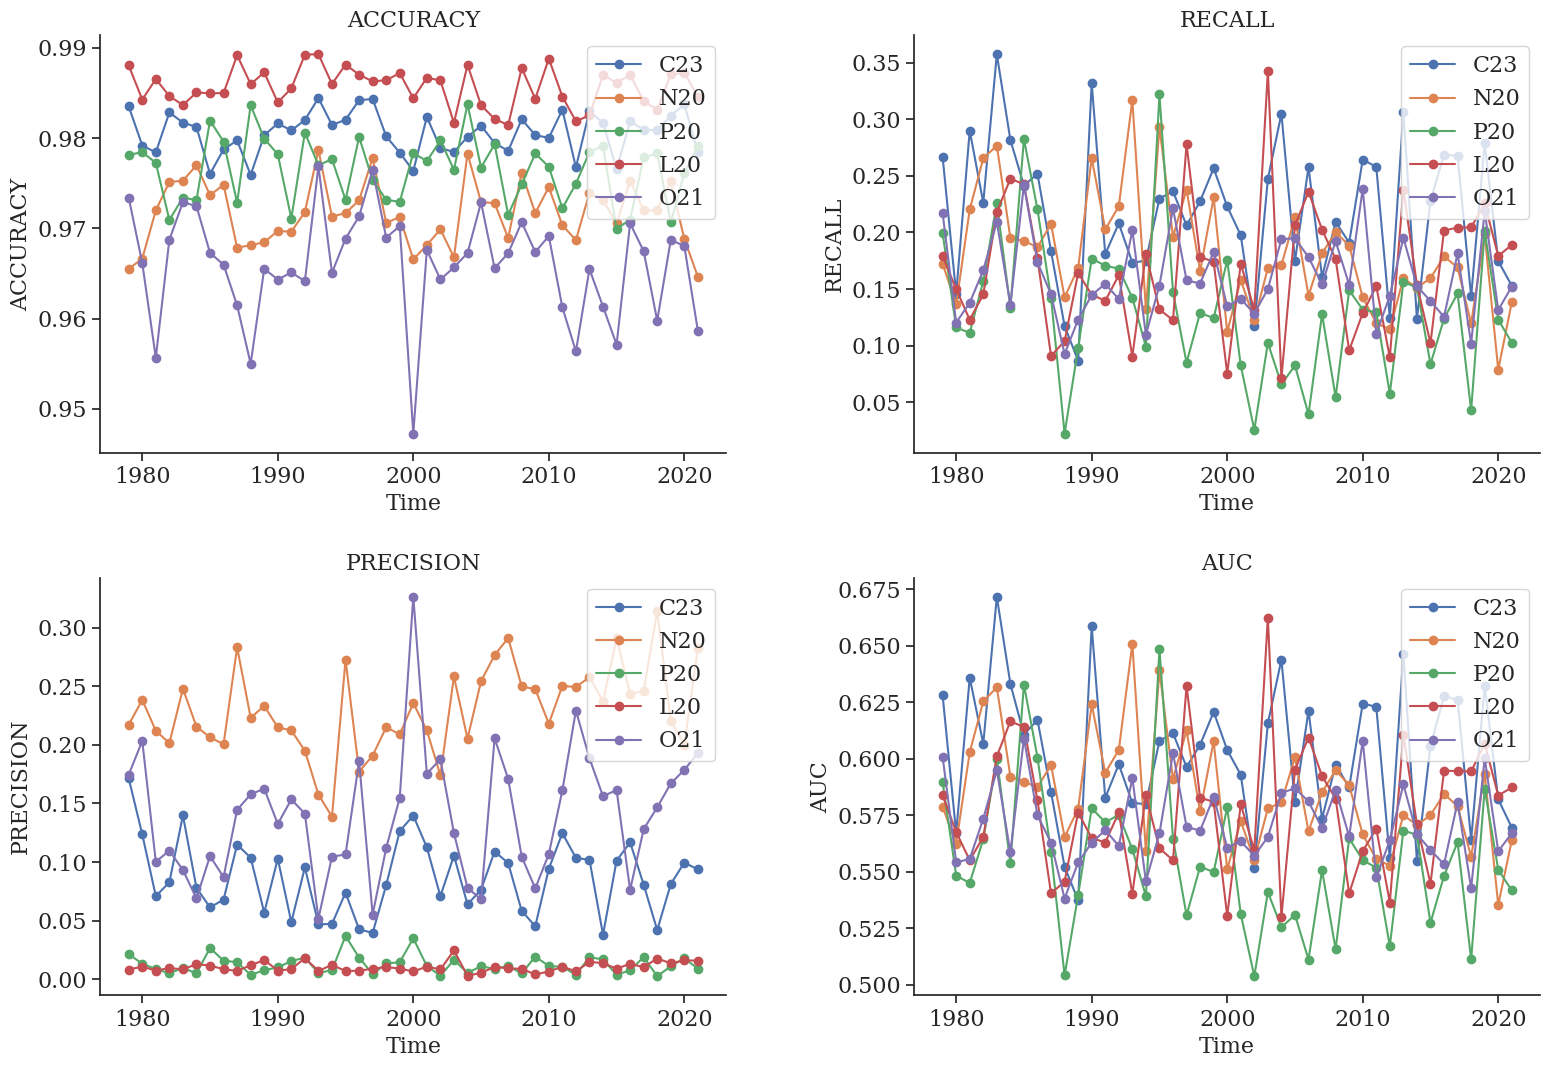 ACCURACY
0.99
0.98
0.97
0.96
0.95
ACCURACY
1980 1990 2000 2010 2020
Time
C23
N20
P20
L20
O21
RECALL
0.35
0.30
0.25
0.20
0.15
0.10
0.05
RECALL
1980 1990 2000 2010 2020
Time
C23
N20
P20
L20
O21
PRECISION
0.30
0.25
0.20
0.15
0.10
0.05
0.00
PRECISION
1980 1990 2000 2010 2020
Time
C23
N20
P20
L20
O21
AUC
0.675
0.650
0.625
0.600
0.575
0.550
0.525
0.500
AUC
1980 1990 2000 2010 2020
Time
C23
N20
P20
L20
O21